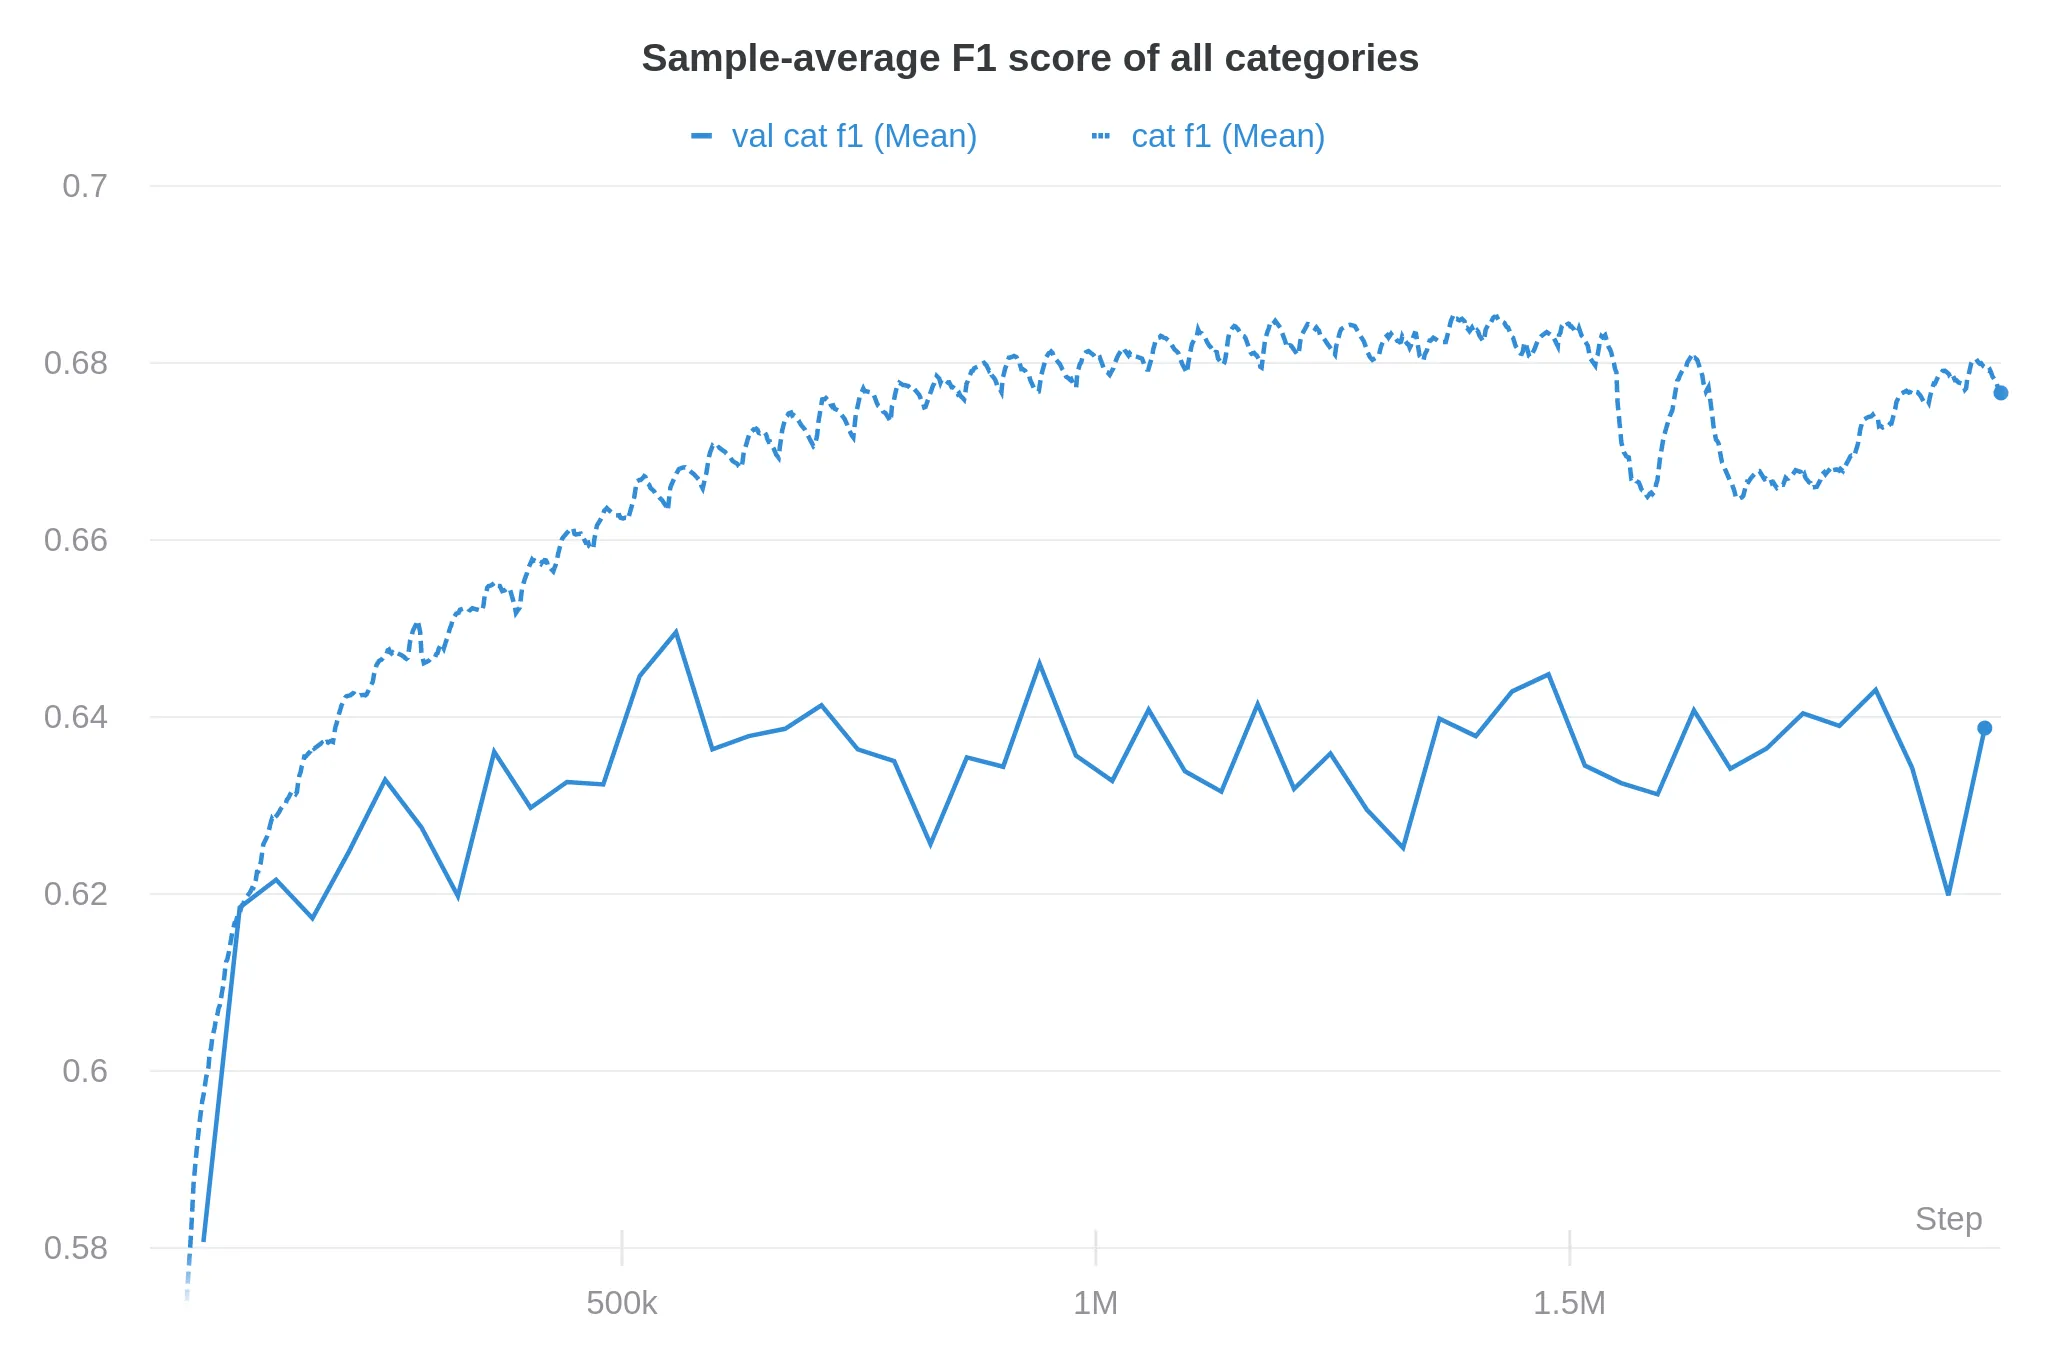 Sample-average F1 score of all categories
val cat f1 (Mean) cat f1 (Mean)
0.7
0.68
0.66
0.64
0.62
0.6
0.58
Step
500k 1M 1.5M